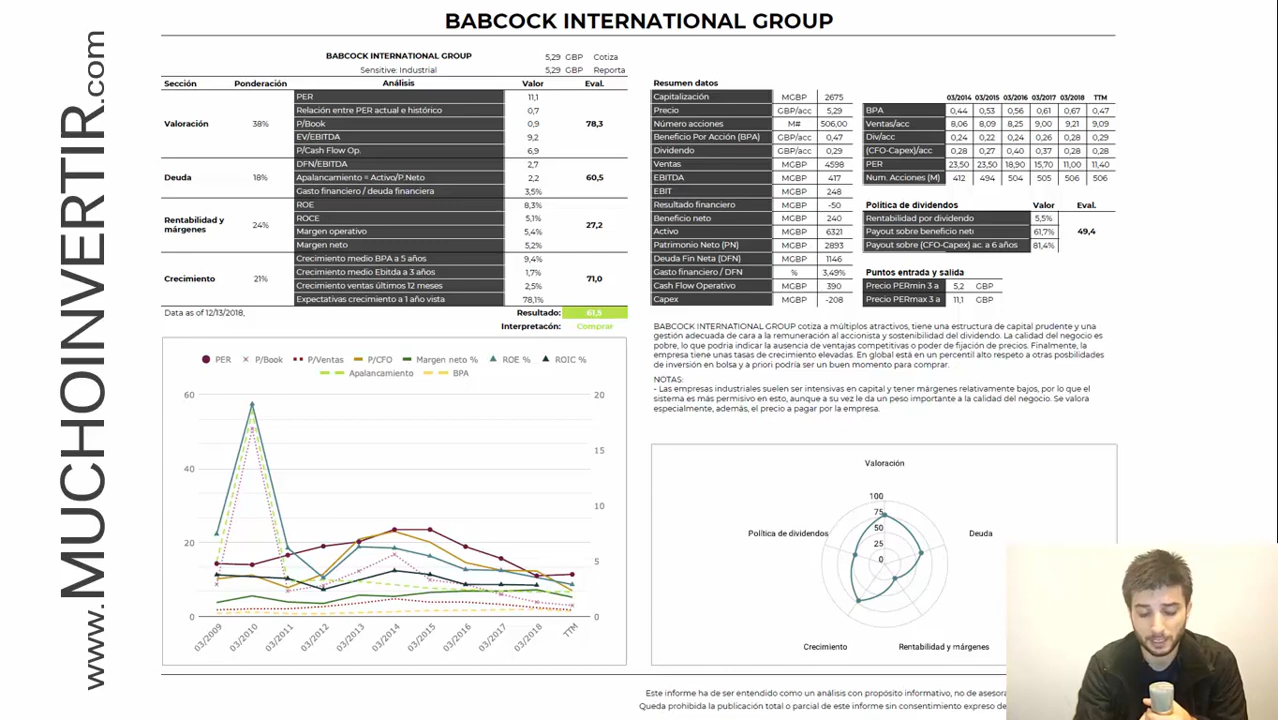 BABCOCK INTERNATIONAL GROUP
www.MUCHOINVERTIR.com
BABCOCK INTERNATIONAL GROUP 5,29 GBP Cotiza
Sensitive: Industrial 5,29 GBP Reporta
Sección Ponderación Análisis Valor Eval.
Valoración 38% 78,3
PER 11,1
Relación entre PER actual e histórico 0,7
P/Book 0,9
EV/EBITDA 9,2
P/Cash Flow Op. 6,9
Deuda 18% 60,5
DFN/EBITDA 2,7
Apalancamiento = Activo/P.Neto 2,2
Gasto financiero / deuda financiera 3,5%
Rentabilidad y márgenes 24% 27,2
ROE 8,3%
ROCE 5,1%
Margen operativo 5,4%
Margen neto 5,2%
Crecimiento 21% 71,0
Crecimiento medio BPA a 5 años 9,4%
Crecimiento medio Ebitda a 3 años 1,7%
Crecimiento ventas últimos 12 meses 2,5%
Expectativas crecimiento a 1 año vista 78,1%
Data as of 12/13/2018, Resultado: 61,5
Interpretación: Comprar
PER P/Book P/Ventas P/CFO Margen neto % ROE % ROIC %
Apalancamiento BPA
60 20
15
40
10
20
5
0 0
03/2009 03/2010 03/2011 03/2012 03/2013 03/2014 03/2015 03/2016 03/2017 03/2018 TTM
Resumen datos
Capitalización MGBP 2675
Precio GBP/acc 5,29
Número acciones M# 506,00
Beneficio Por Acción (BPA) GBP/acc 0,47
Dividendo GBP/acc 0,29
Ventas MGBP 4598
EBITDA MGBP 417
EBIT MGBP 248
Resultado financiero MGBP -50
Beneficio neto MGBP 240
Activo MGBP 6321
Patrimonio Neto (PN) MGBP 2893
Deuda Fin Neta (DFN) MGBP 1146
Gasto financiero / DFN % 3,49%
Cash Flow Operativo MGBP 390
Capex MGBP -208
03/2014 03/2015 03/2016 03/2017 03/2018 TTM
BPA 0,44 0,53 0,56 0,61 0,67 0,47
Ventas/acc 8,06 8,09 8,25 9,00 9,21 9,09
Div/acc 0,24 0,22 0,24 0,26 0,28 0,29
(CFO-Capex)/acc 0,28 0,27 0,40 0,37 0,28 0,28
PER 23,50 23,50 18,90 15,70 11,00 11,40
Num. Acciones (M) 412 494 504 505 506 506
Política de dividendos Valor Eval.
Rentabilidad por dividendo 5,5%
Payout sobre beneficio neto 61,7% 49,4
Payout sobre (CFO-Capex) ac. a 6 años 81,4%
Puntos entrada y salida
Precio PERmin 3 a 5,2 GBP
Precio PERmax 3 a 11,1 GBP
BABCOCK INTERNATIONAL GROUP cotiza a múltiplos atractivos, tiene una estructura de capital prudente y una
gestión adecuada de cara a la remuneración al accionista y sostenibilidad del dividendo. La calidad del negocio es
pobre, lo que podría indicar la ausencia de ventajas competitivas o poder de fijación de precios. Finalmente, la
empresa tiene una tasas de crecimiento elevadas. En global está en un percentil alto respeto a otras posbilidades
de inversión en bolsa y a priori podría ser un buen momento para comprar.
NOTAS:
- Las empresas industriales suelen ser intensivas en capital y tener márgenes relativamente bajos, por lo que el
sistema es más permisivo en esto, aunque a su vez le da un peso importante a la calidad del negocio. Se valora
especialmente, además, el precio a pagar por la empresa.
Valoración
100
75
50
25
0
Política de dividendos Deuda
Crecimiento Rentabilidad y márgenes
Este informe ha de ser entendido como un análisis con propósito informativo, no de asesora
Queda prohibida la publicación total o parcial de este informe sin consentimiento expreso de